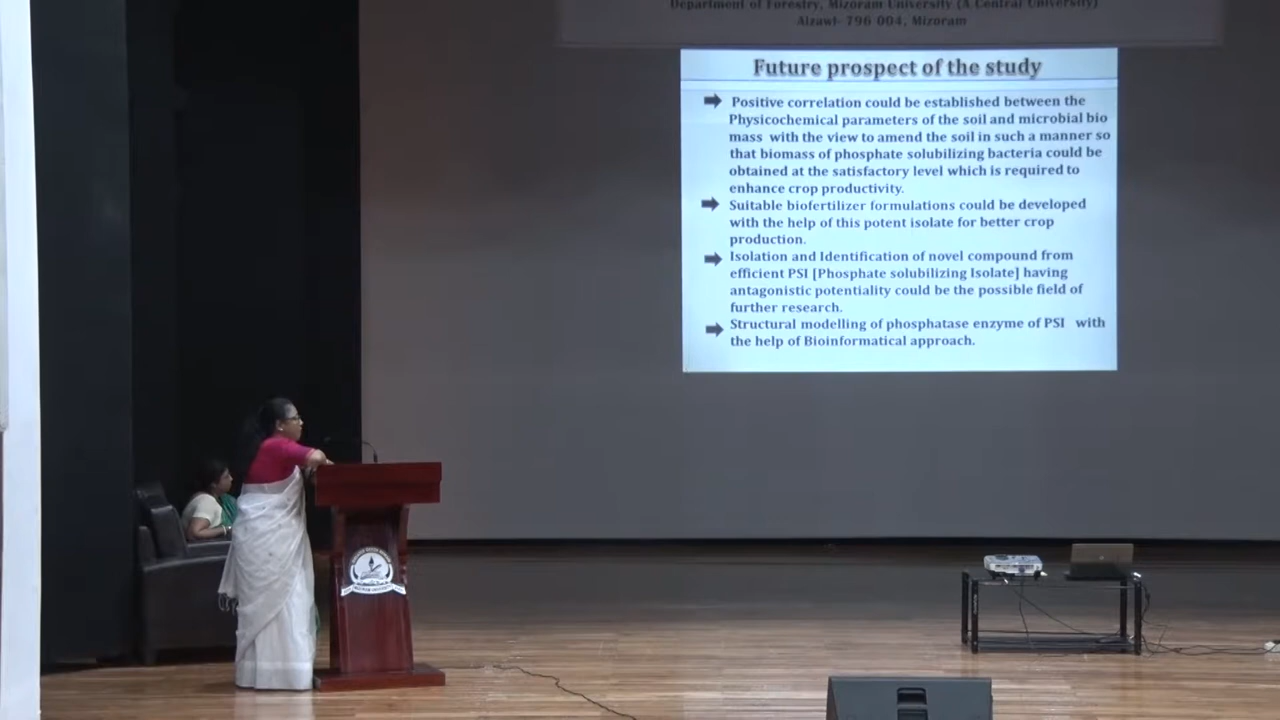 Department of Forestry, Mizoram University (A Central University)
Aizawl- 796 004, Mizoram
Future prospect of the study
Positive correlation could be established between the
Physicochemical parameters of the soil and microbial bio
mass with the view to amend the soil in such a manner so
that biomass of phosphate solubilizing bacteria could be
obtained at the satisfactory level which is required to
enhance crop productivity.
Suitable biofertilizer formulations could be developed
with the help of this potent isolate for better crop
production.
Isolation and Identification of novel compound from
efficient PSI [Phosphate solubilizing Isolate] having
antagonistic potentiality could be the possible field of
further research.
Structural modelling of phosphatase enzyme of PSI with
the help of Bioinformatical approach.
MIZORAM UNIVERSITY